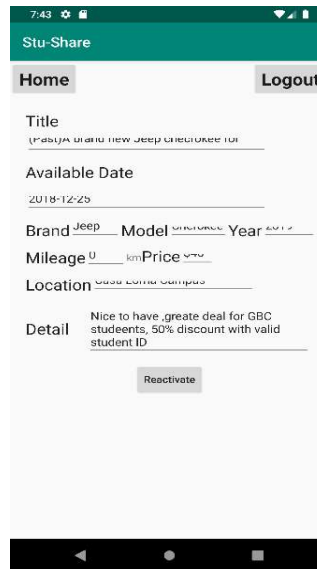 7:43
Stu-Share
Home Logout
Title
(Past)A brand new Jeep checrokee for
Available Date
2018-12-25
Brand Jeep Model Cherokee Year 2019
Mileage 0 km Price
Location Casa Loma Campus
Detail Nice to have ,greate deal for GBC
studeents, 50% discount with valid
student ID
Reactivate